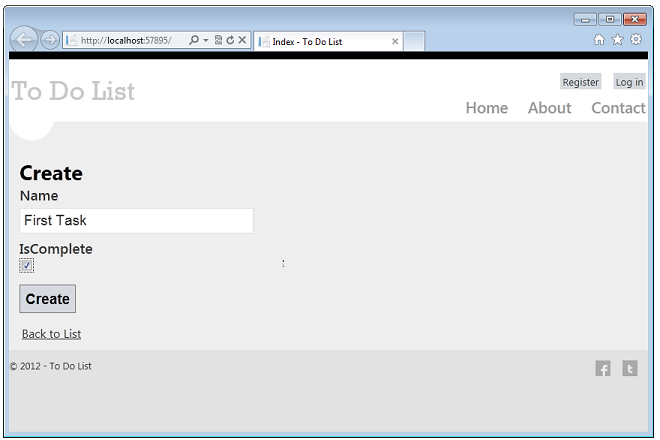 http://localhost:57895/
Index - To Do List
Register Log in
To Do List
Home About Contact
Create
Name
First Task
IsComplete
Create
Back to List
© 2012 - To Do List